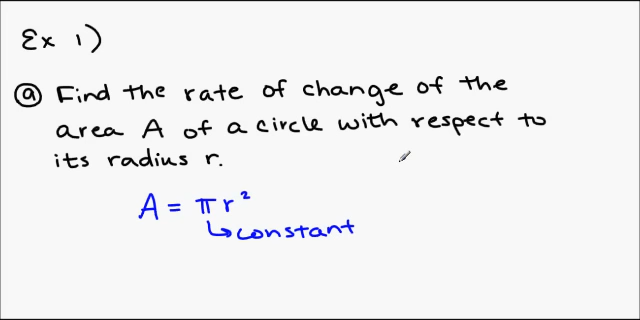 Ex 1)
ⓐ Find the rate of change of the
area A of a circle with respect to
its radius r.
A = πr²
↳constant